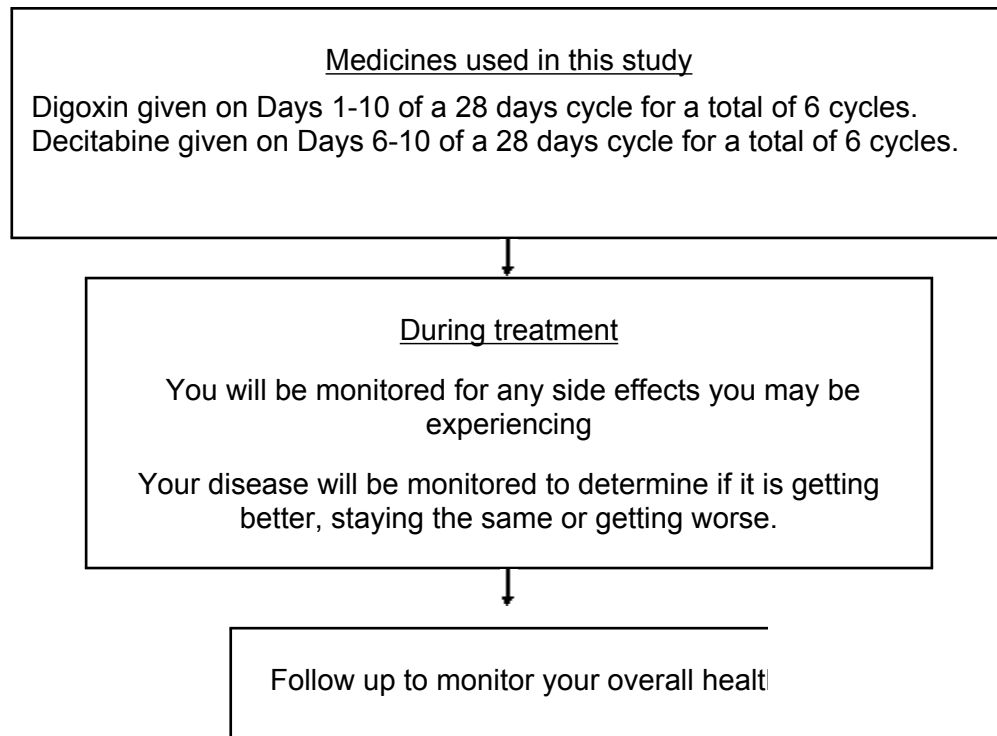 Medicines used in this study
Digoxin given on Days 1-10 of a 28 days cycle for a total of 6 cycles.
Decitabine given on Days 6-10 of a 28 days cycle for a total of 6 cycles.
During treatment
You will be monitored for any side effects you may be
experiencing
Your disease will be monitored to determine if it is getting
better, staying the same or getting worse.
Follow up to monitor your overall